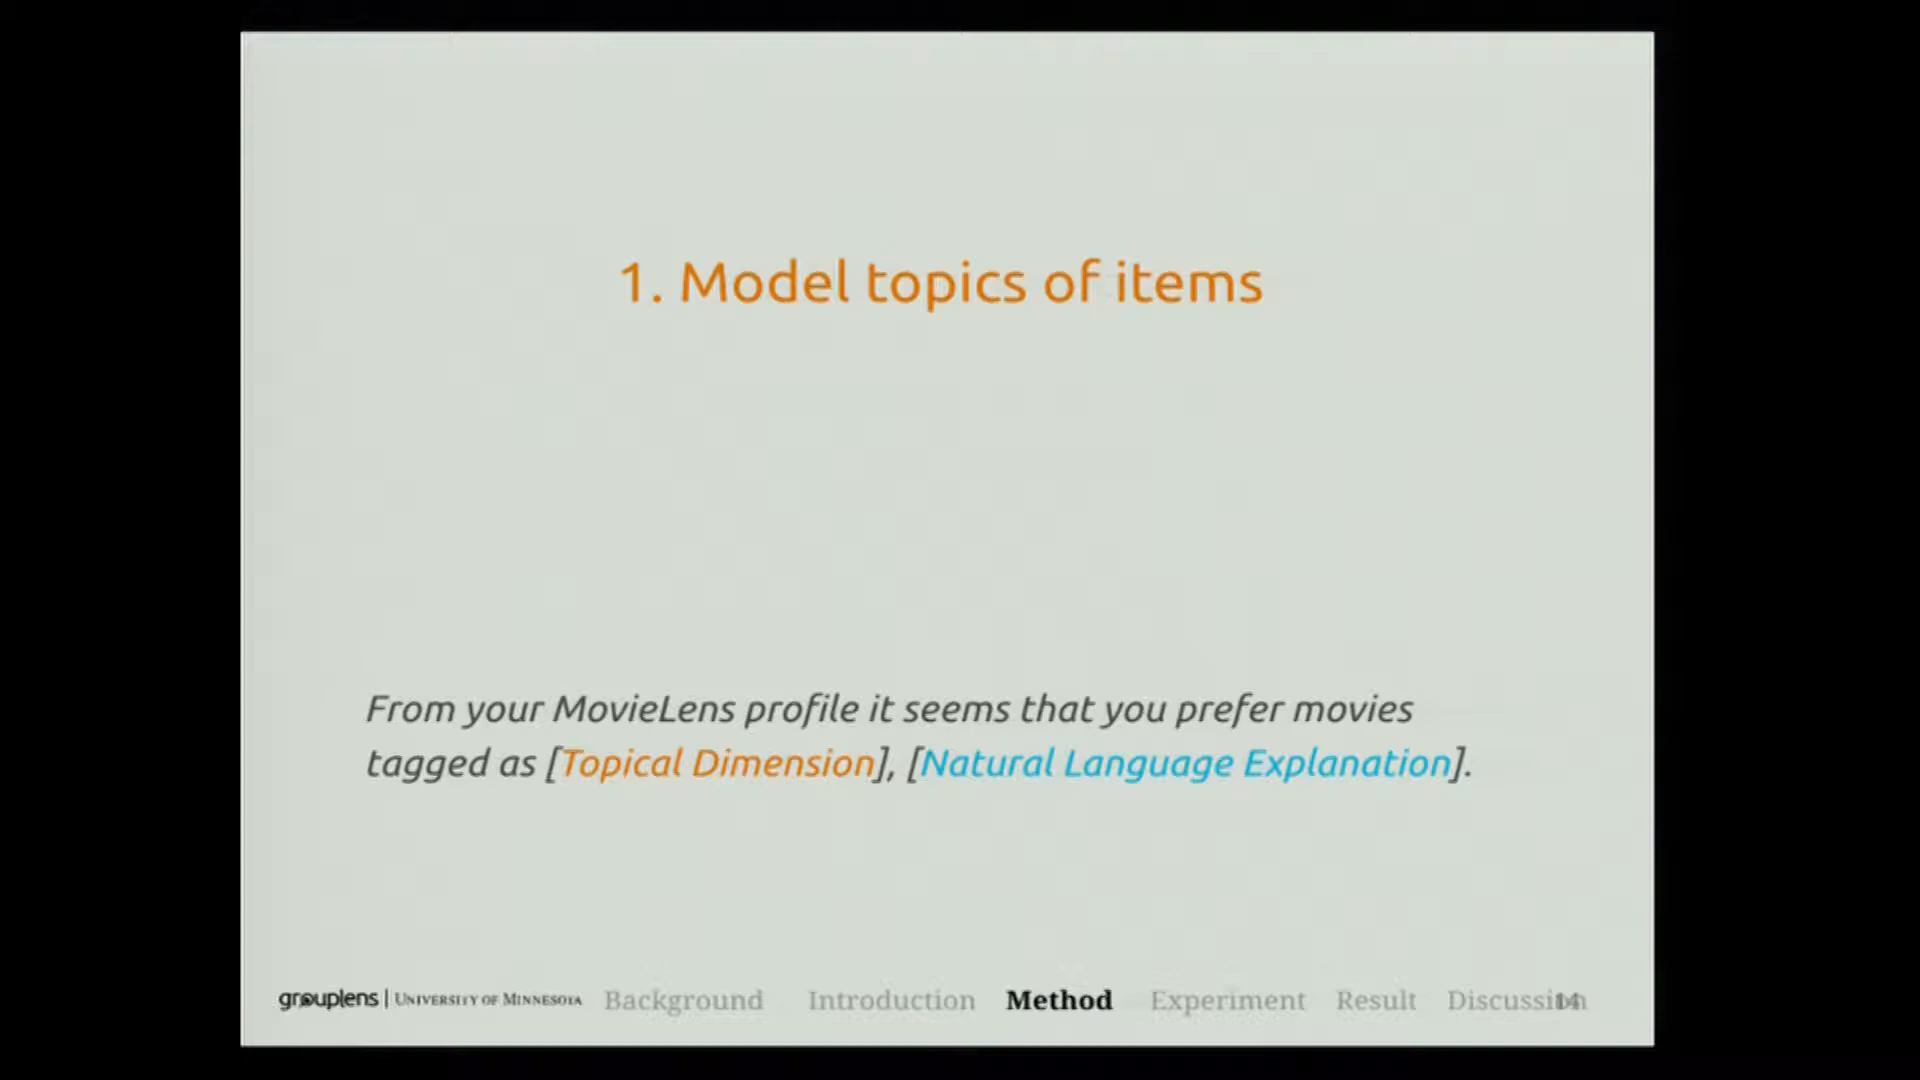 1. Model topics of items
From your MovieLens profile it seems that you prefer movies
tagged as [Topical Dimension], [Natural Language Explanation].
grouplens | UNIVERSITY OF MINNESOTA Background Introduction Method Experiment Result Discussion 14